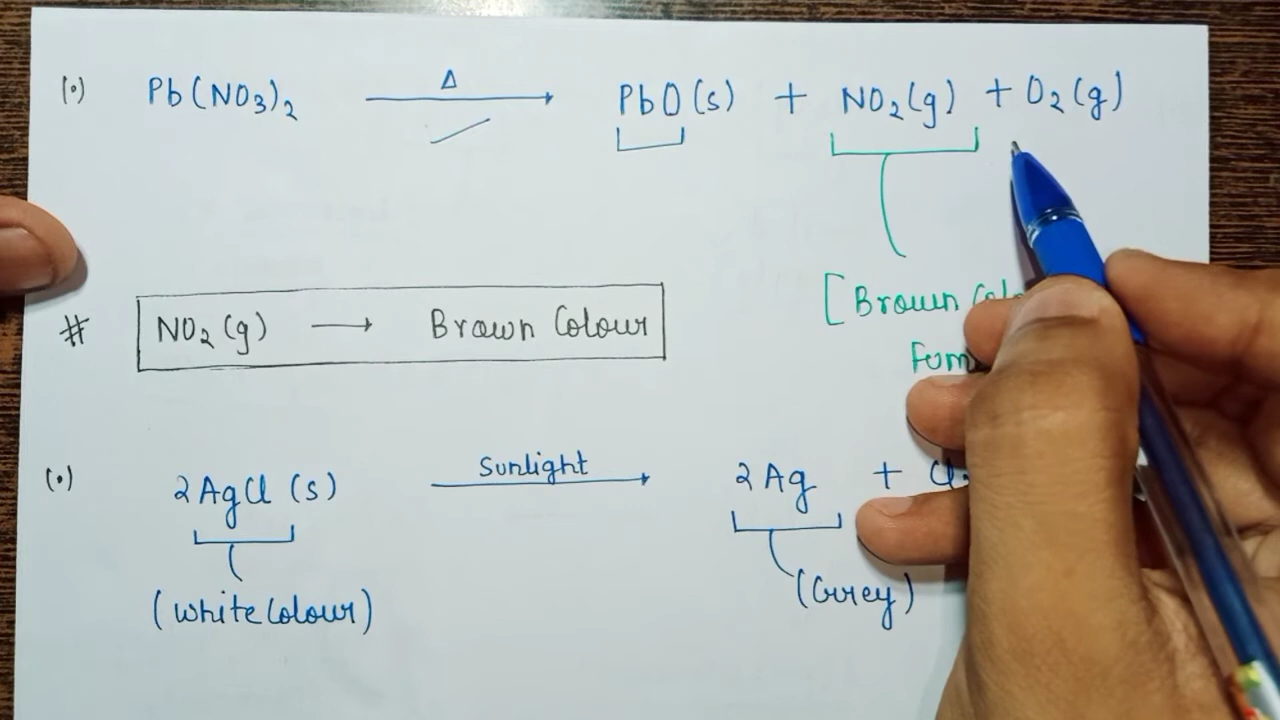 (•) Pb(NO3)2 Δ PbO(s) + NO2(g) + O2(g)
[Brown
# NO2(g) → Brown Colour
(•) 2AgCl (s) Sunlight 2Ag +
(white Colour) (Grey)